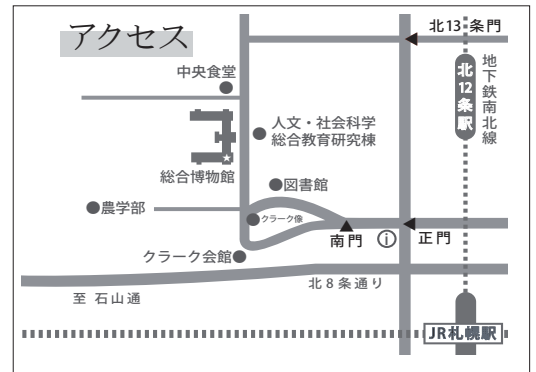 アクセス
北13条門
地下鉄南北線
北12条駅
中央食堂
人文・社会科学
総合教育研究棟
総合博物館
図書館
農学部
クラーク像
南門
i
正門
クラーク会館
北8条通り
至 石山通
JR札幌駅